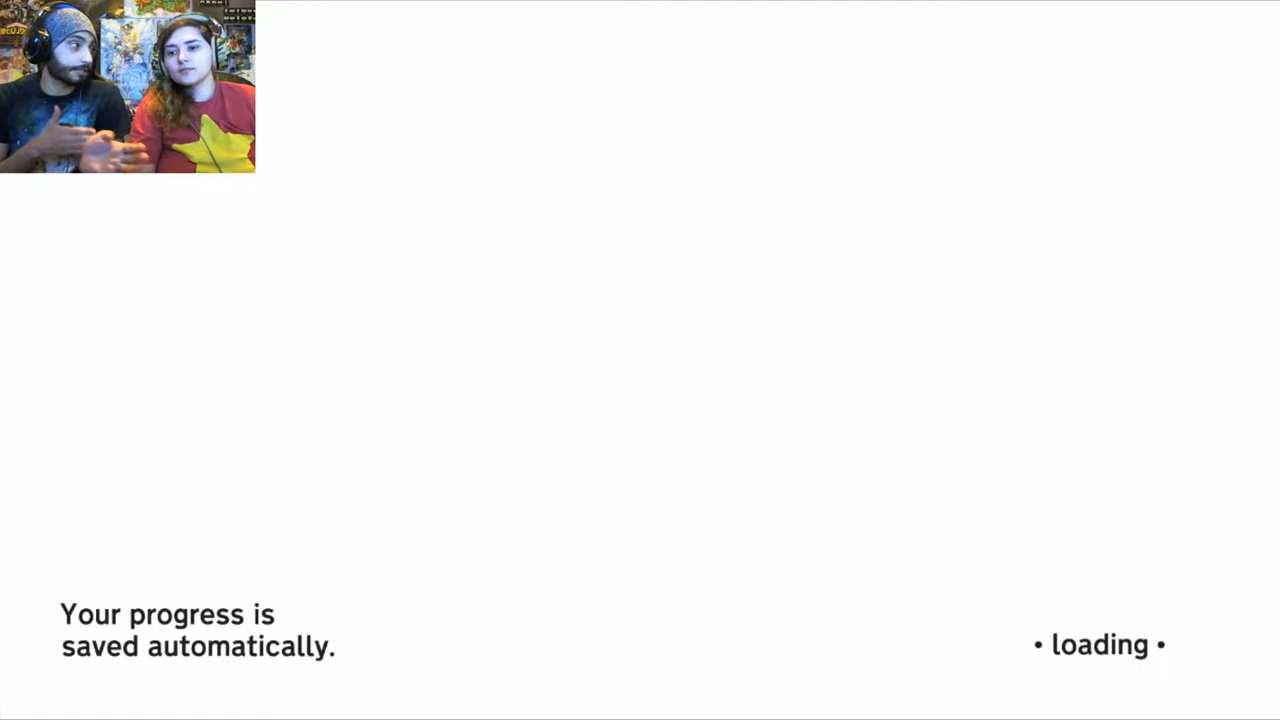 Your progress is
saved automatically.
• loading •